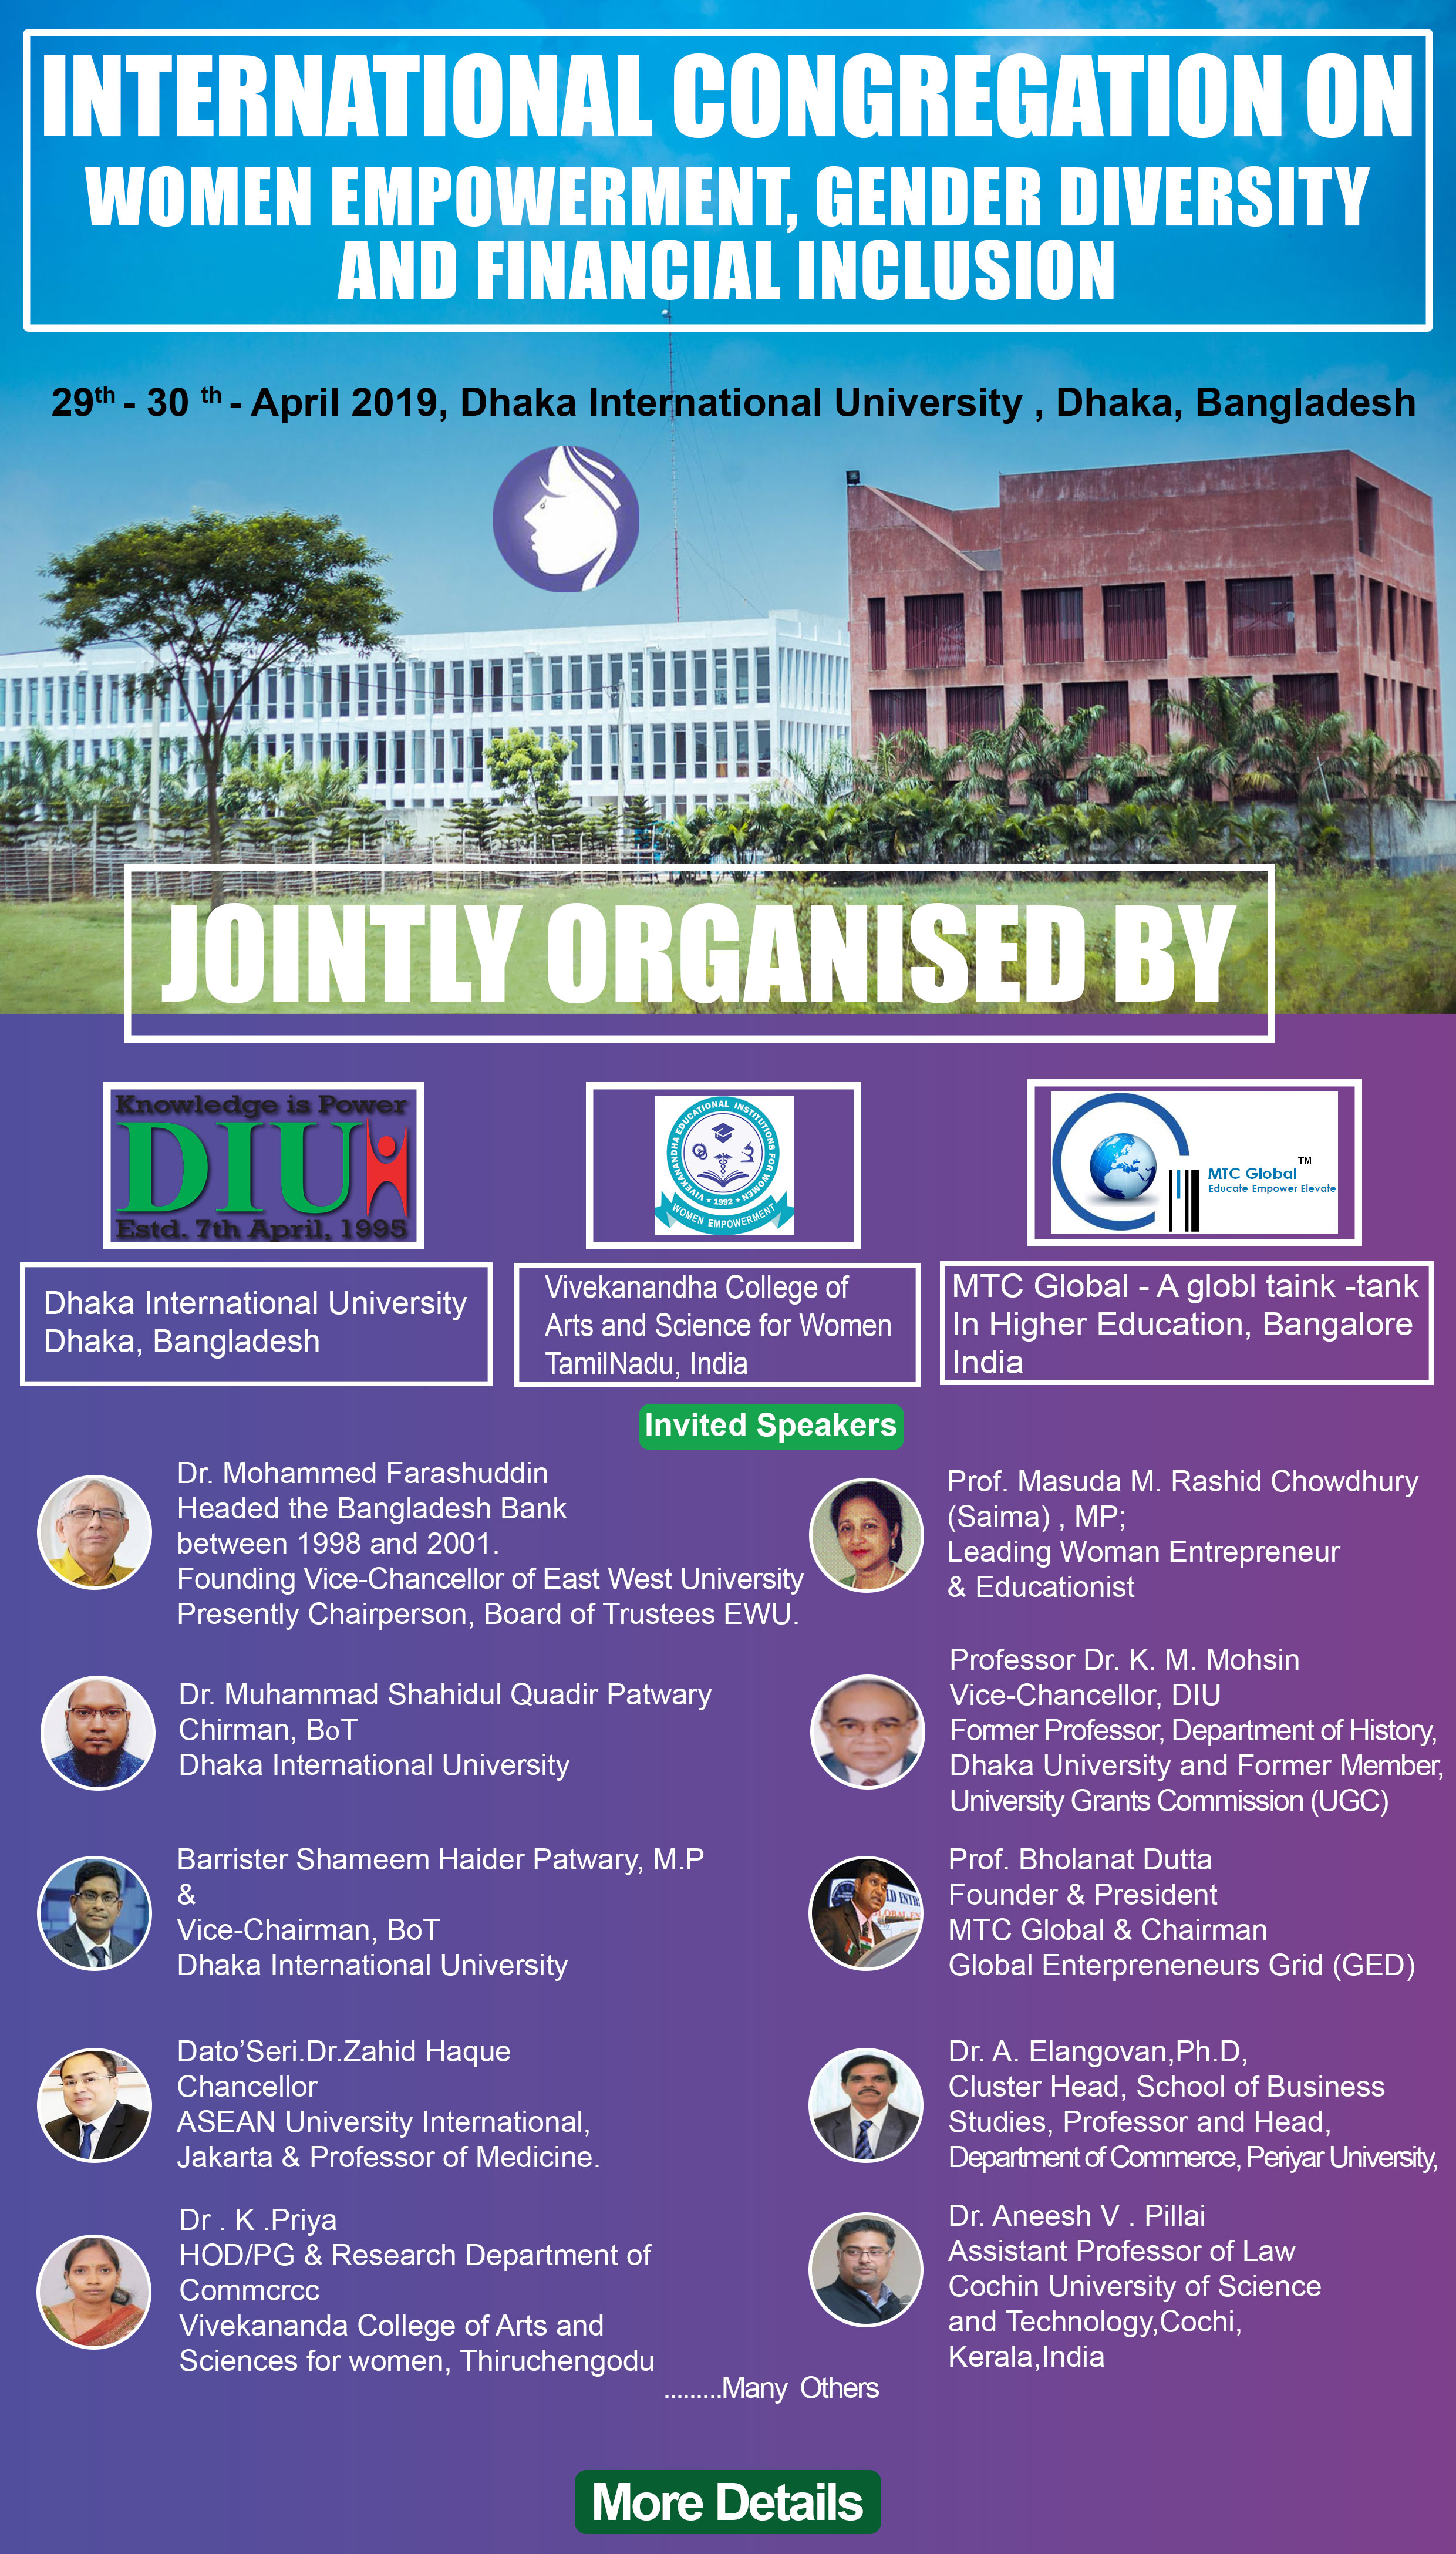 INTERNATIONAL CONGREGATION ON
WOMEN EMPOWERMENT, GENDER DIVERSITY
AND FINANCIAL INCLUSION
29th - 30 th - April 2019, Dhaka International University , Dhaka, Bangladesh
JOINTLY ORGANISED BY
Knowledge is Power
DIU
Estd. 7th April, 1995
Dhaka International University
Dhaka, Bangladesh
VIVEKANANDHA EDUCATIONAL INSTITUTIONS FOR WOMEN
★ 1992 ★
WOMEN EMPOWERMENT
Vivekanandha College of
Arts and Science for Women
TamilNadu, India
MTC Global TM
Educate Empower Elevate
MTC Global - A globl taink -tank
In Higher Education, Bangalore
India
Invited Speakers
Dr. Mohammed Farashuddin
Headed the Bangladesh Bank
between 1998 and 2001.
Founding Vice-Chancellor of East West University
Presently Chairperson, Board of Trustees EWU.
Prof. Masuda M. Rashid Chowdhury
(Saima) , MP;
Leading Woman Entrepreneur
& Educationist
Dr. Muhammad Shahidul Quadir Patwary
Chirman, BoT
Dhaka International University
Professor Dr. K. M. Mohsin
Vice-Chancellor, DIU
Former Professor, Department of History,
Dhaka University and Former Member,
University Grants Commission (UGC)
Barrister Shameem Haider Patwary, M.P
&
Vice-Chairman, BoT
Dhaka International University
Prof. Bholanat Dutta
Founder & President
MTC Global & Chairman
Global Enterpreneneurs Grid (GED)
Dato'Seri.Dr.Zahid Haque
Chancellor
ASEAN University International,
Jakarta & Professor of Medicine.
Dr. A. Elangovan,Ph.D,
Cluster Head, School of Business
Studies, Professor and Head,
Department of Commerce, Periyar University,
Dr . K .Priya
HOD/PG & Research Department of
Commcrcc
Vivekananda College of Arts and
Sciences for women, Thiruchengodu
Dr. Aneesh V . Pillai
Assistant Professor of Law
Cochin University of Science
and Technology,Cochi,
Kerala,India
.........Many Others
More Details